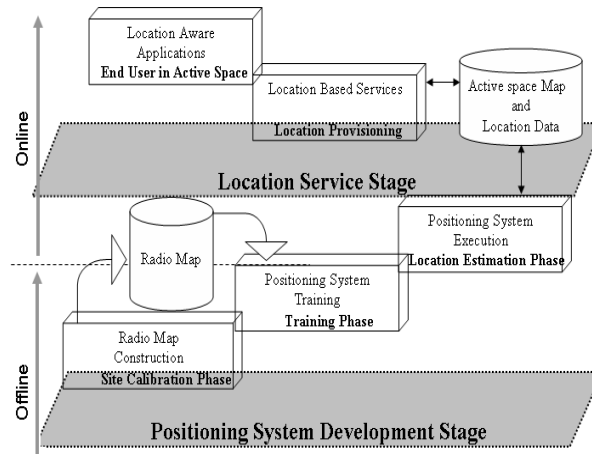 Location Aware
Applications
End User in Active Space
Location Based Services
Location Provisioning
Active space Map
and
Location Data
Online
Location Service Stage
Positioning System
Execution
Location Estimation Phase
Radio Map
Positioning System
Training
Training Phase
Radio Map
Construction
Site Calibration Phase
Offline
Positioning System Development Stage